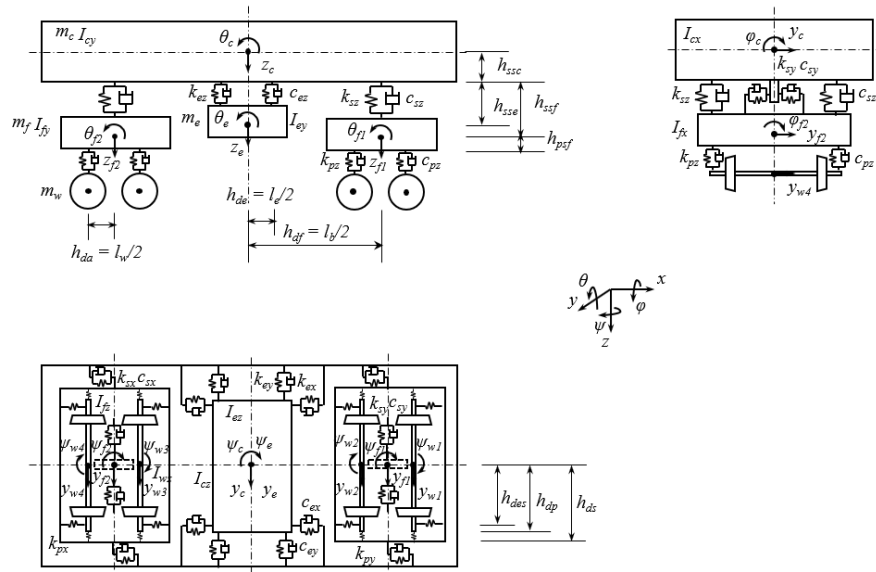 m_c I_cy
θ_c
z_c
k_ez
c_ez
k_sz
c_sz
h_ssc
h_sse
h_ssf
h_psf
m_f I_fy
θ_f2
z_f2
m_e
θ_e
I_ey
z_e
θ_f1
z_f1
k_pz
c_pz
m_w
h_de = l_e/2
h_df = l_b/2
h_da = l_w/2
I_cx
φ_c
y_c
k_sy c_sy
k_sz
c_sz
I_fx
φ_f2
y_f2
k_pz
c_pz
y_w4
θ
x
y
φ
ψ
z
k_sx c_sx
k_ey
k_ex
I_fz
I_ez
k_sy c_sy
ψ_w4
ψ_f2
ψ_w3
ψ_c
ψ_e
ψ_w2
ψ_f1
ψ_w1
I_cz
I_wz
y_w4
y_f2
y_w3
y_c
y_e
y_w2
y_f1
y_w1
h_des
h_dp
h_ds
c_ex
c_ey
k_px
k_py